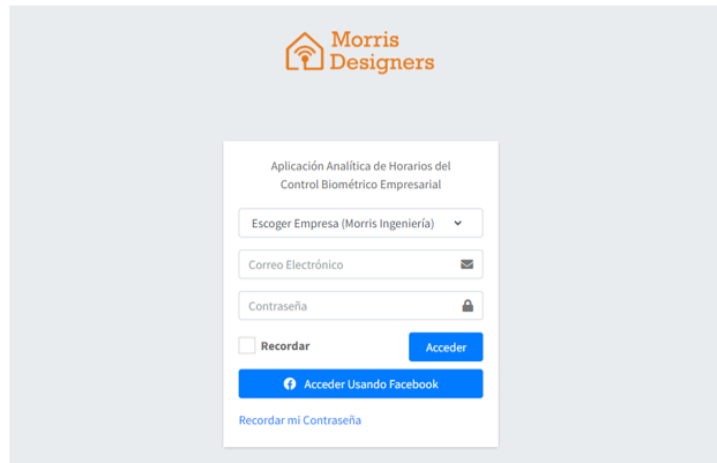 Morris
Designers
Aplicación Analítica de Horarios del
Control Biométrico Empresarial
Escoger Empresa (Morris Ingeniería)
Correo Electrónico
Contraseña
Recordar
Acceder
Acceder Usando Facebook
Recordar mi Contraseña